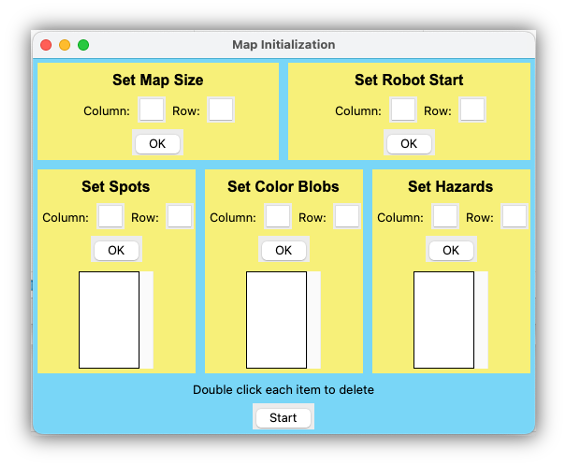 Map Initialization
Set Map Size
Column: Row:
OK
Set Robot Start
Column: Row:
OK
Set Spots
Column: Row:
OK
Set Color Blobs
Column: Row:
OK
Set Hazards
Column: Row:
OK
Double click each item to delete
Start